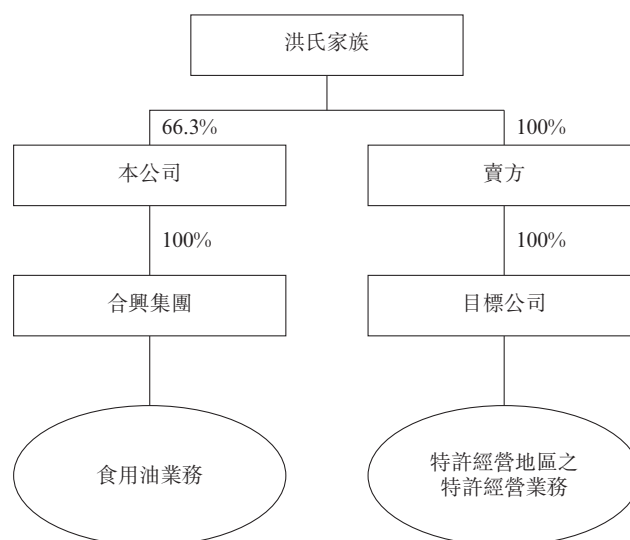 洪氏家族
66.3%
100%
本公司
賣方
100%
100%
合興集團
目標公司
食用油業務
特許經營地區之
特許經營業務